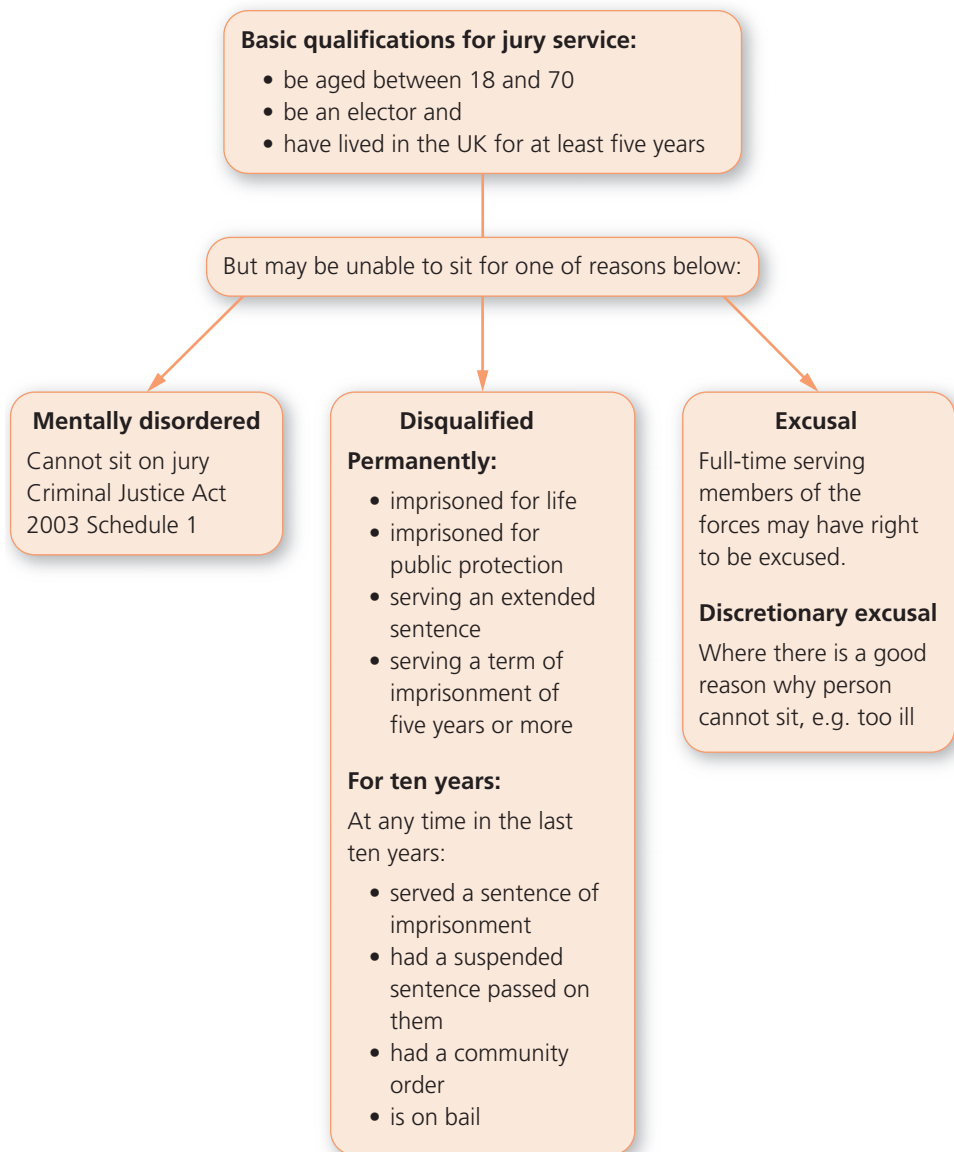 Basic qualifications for jury service:
• be aged between 18 and 70
• be an elector and
• have lived in the UK for at least five years
But may be unable to sit for one of reasons below:
Mentally disordered
Cannot sit on jury
Criminal Justice Act
2003 Schedule 1
Disqualified
Permanently:
• imprisoned for life
• imprisoned for
public protection
• serving an extended
sentence
• serving a term of
imprisonment of
five years or more
For ten years:
At any time in the last
ten years:
• served a sentence of
imprisonment
• had a suspended
sentence passed on
them
• had a community
order
• is on bail
Excusal
Full-time serving
members of the
forces may have right
to be excused.
Discretionary excusal
Where there is a good
reason why person
cannot sit, e.g. too ill